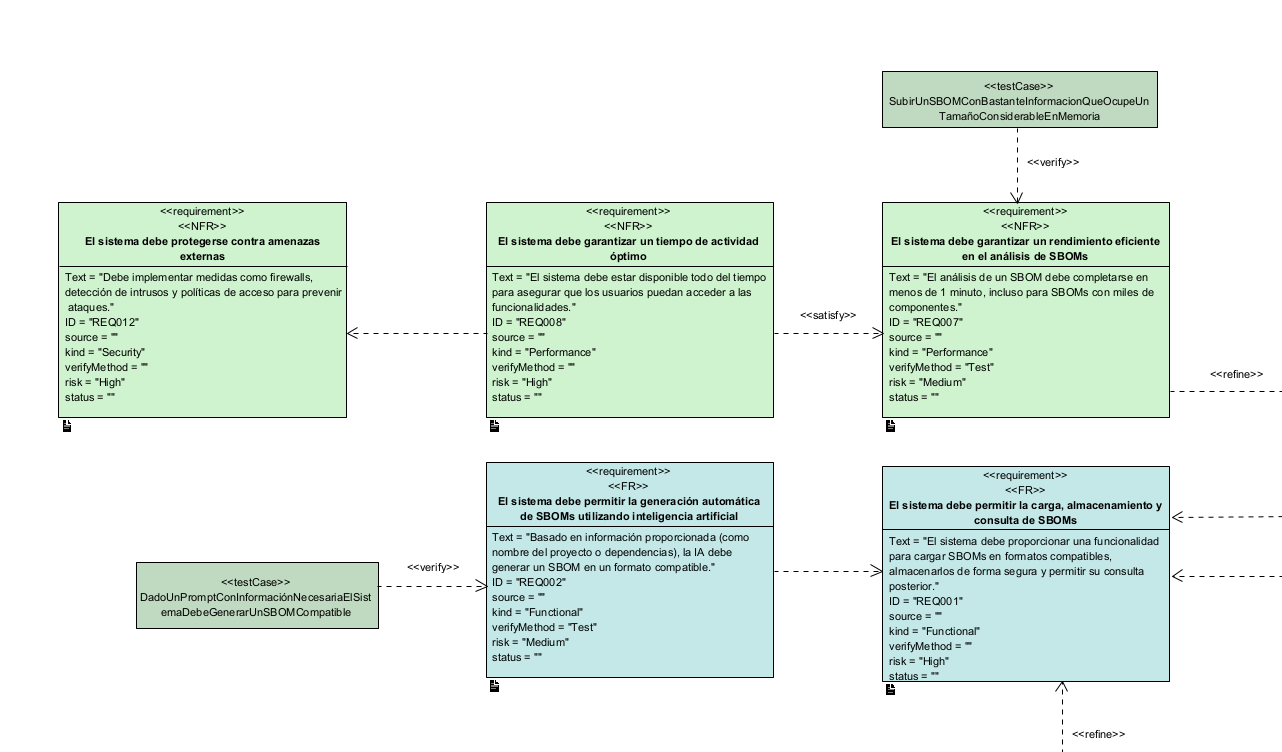 <<testCase>>
SubirUnSBOMConBastanteInformacionQueOcupeUn
TamañoConsiderableEnMemoria
<<verify>>
<<requirement>>
<<NFR>>
El sistema debe protegerse contra amenazas
externas
Text = "Debe implementar medidas como firewalls,
detección de intrusos y políticas de acceso para prevenir
ataques."
ID = "REQ012"
source = ""
kind = "Security"
verifyMethod = ""
risk = "High"
status = ""
<<requirement>>
<<NFR>>
El sistema debe garantizar un tiempo de actividad
óptimo
Text = "El sistema debe estar disponible todo del tiempo
para asegurar que los usuarios puedan acceder a las
funcionalidades."
ID = "REQ008"
source = ""
kind = "Performance"
verifyMethod = ""
risk = "High"
status = ""
<<satisfy>>
<<requirement>>
<<NFR>>
El sistema debe garantizar un rendimiento eficiente
en el análisis de SBOMs
Text = "El análisis de un SBOM debe completarse en
menos de 1 minuto, incluso para SBOMs con miles de
componentes."
ID = "REQ007"
source = ""
kind = "Performance"
verifyMethod = "Test"
risk = "Medium"
status = ""
<<refine>>
<<testCase>>
DadoUnPromptConInformaciónNecesariaElSist
emaDebeGenerarUnSBOMCompatible
<<verify>>
<<requirement>>
<<FR>>
El sistema debe permitir la generación automática
de SBOMs utilizando inteligencia artificial
Text = "Basado en información proporcionada (como
nombre del proyecto o dependencias), la IA debe
generar un SBOM en un formato compatible."
ID = "REQ002"
source = ""
kind = "Functional"
verifyMethod = "Test"
risk = "Medium"
status = ""
<<requirement>>
<<FR>>
El sistema debe permitir la carga, almacenamiento y
consulta de SBOMs
Text = "El sistema debe proporcionar una funcionalidad
para cargar SBOMs en formatos compatibles,
almacenarlos de forma segura y permitir su consulta
posterior."
ID = "REQ001"
source = ""
kind = "Functional"
verifyMethod = ""
risk = "High"
status = ""
<<refine>>